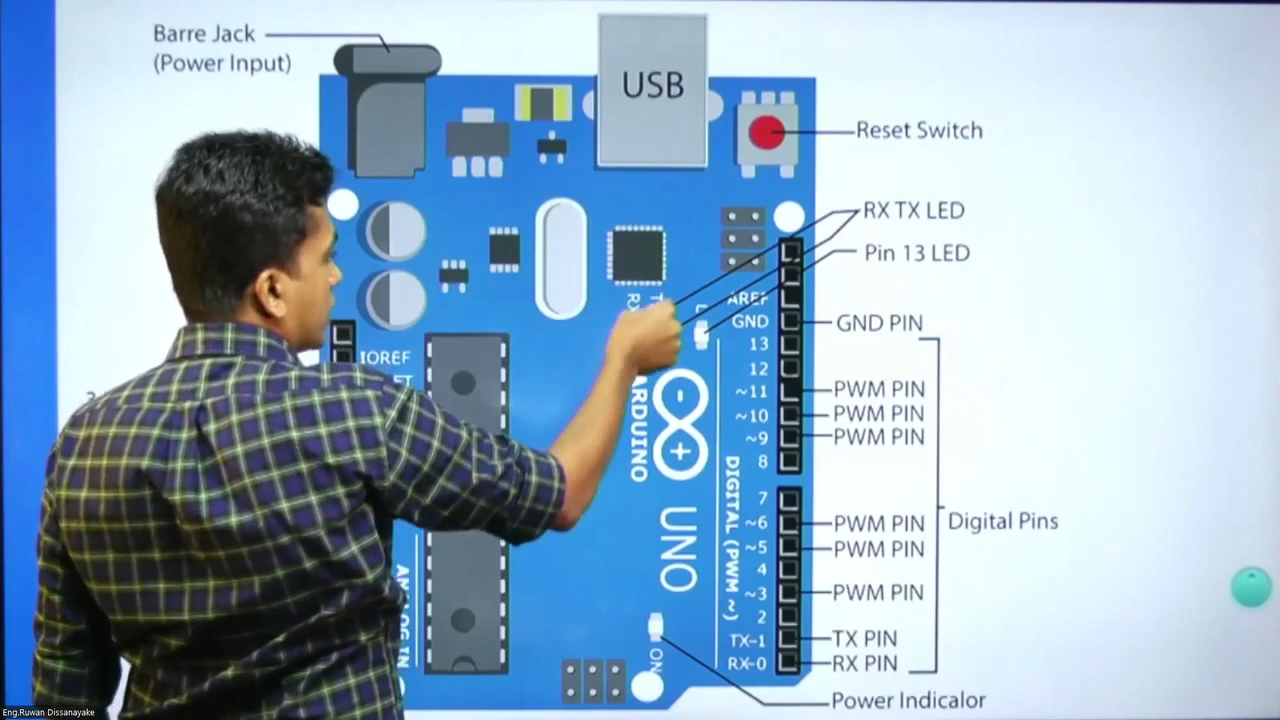 Barre Jack
(Power Input)
USB
Reset Switch
RX TX LED
Pin 13 LED
AREF
GND
GND PIN
13
12
~11
PWM PIN
~10
PWM PIN
~9
PWM PIN
8
IOREF
ARDUINO
UNO
DIGITAL (PWM ~)
7
~6
PWM PIN
~5
PWM PIN
4
~3
PWM PIN
2
TX-1
TX PIN
RX-0
RX PIN
Digital Pins
L
ANALOG IN
ON
Power Indicalor
Eng.Ruwan Dissanayake